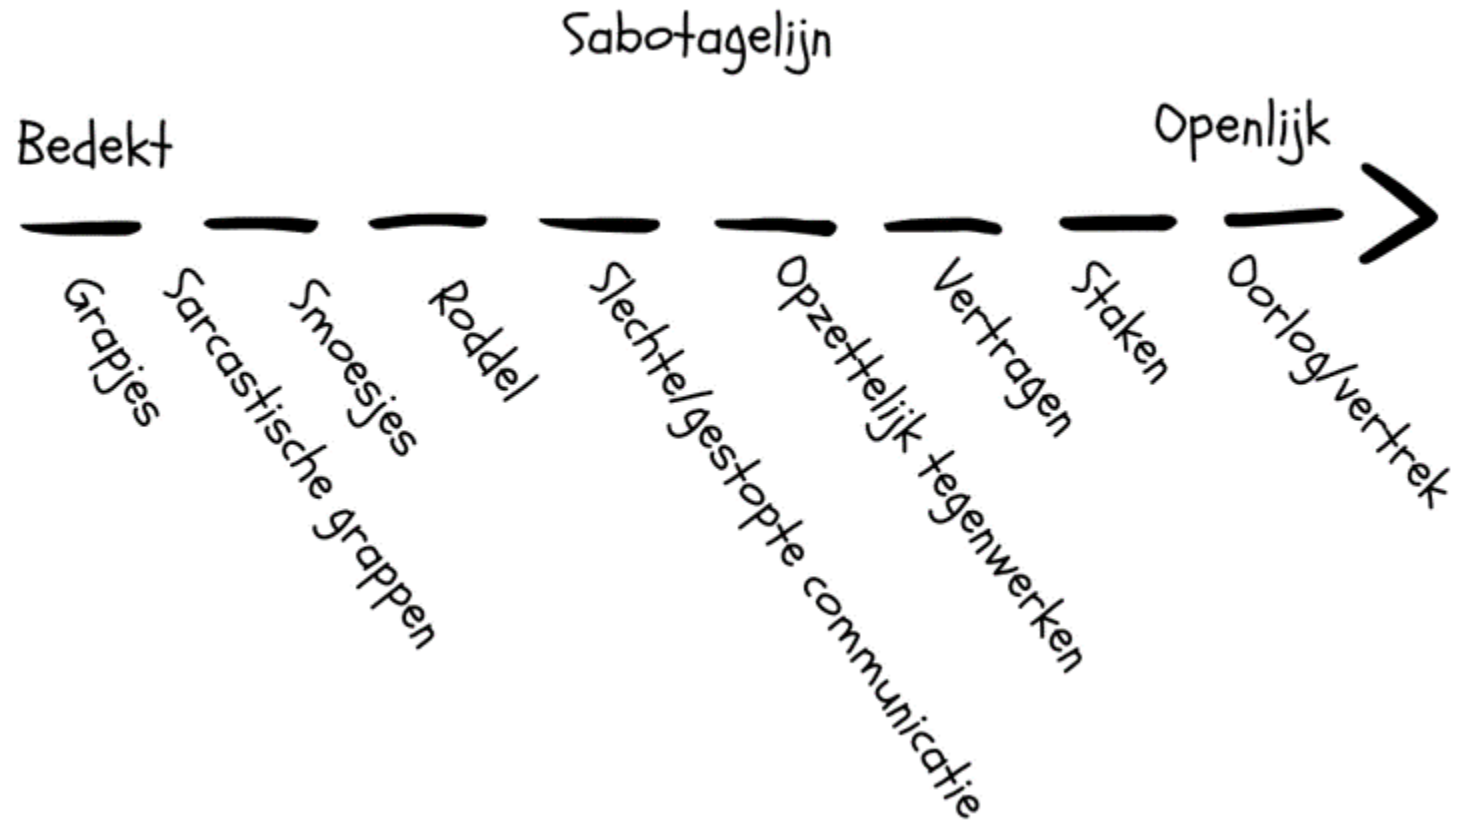 Sabotagelijn
Bedekt
Openlijk
Grapjes
Sarcastische grappen
Smoesjes
Roddel
Slechte/gestopte communicatie
Opzettelijk tegenwerken
Vertragen
Staken
Oorlog/vertrek